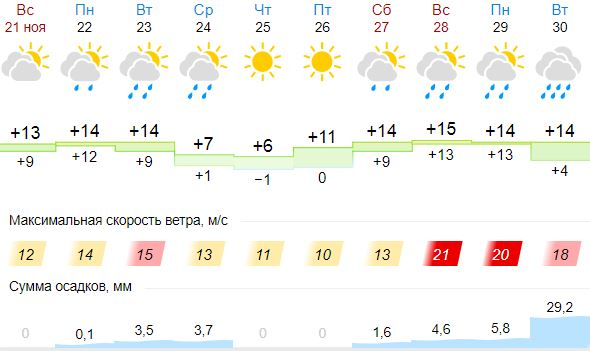 Вс Пн Вт Ср Чт Пт Сб Вс Пн Вт
21 ноя 22 23 24 25 26 27 28 29 30
+13 +14 +14 +7 +6 +11 +14 +15 +14 +14
+9 +12 +9 +1 −1 0 +9 +13 +13 +4
Максимальная скорость ветра, м/с
12 14 15 13 11 10 13 21 20 18
Сумма осадков, мм
0 0,1 3,5 3,7 0 0 1,6 4,6 5,8 29,2